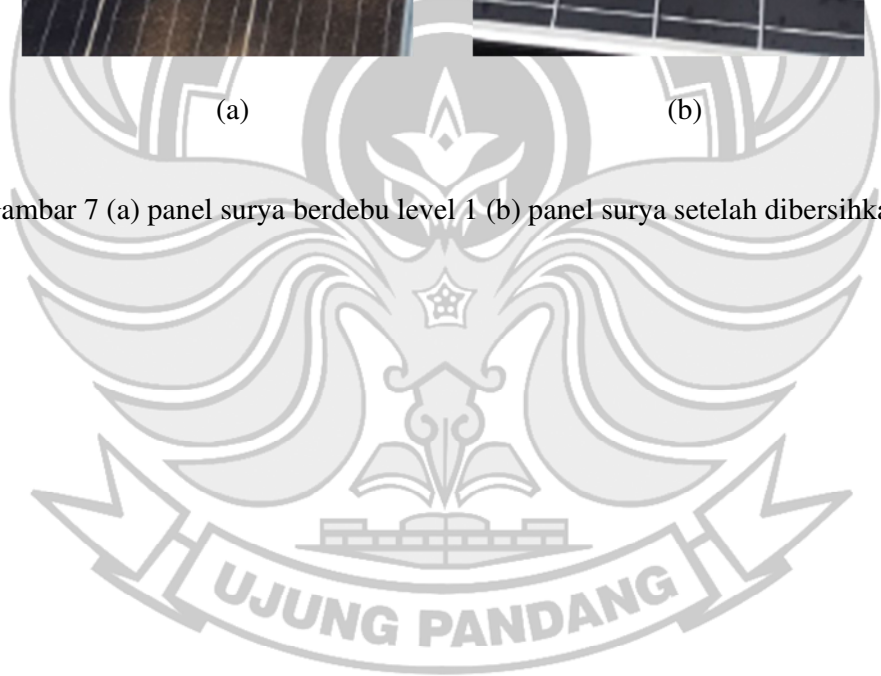 (a) (b)
ambar 7 (a) panel surya berdebu level 1 (b) panel surya setelah dibersihka
UJUNG PANDANG